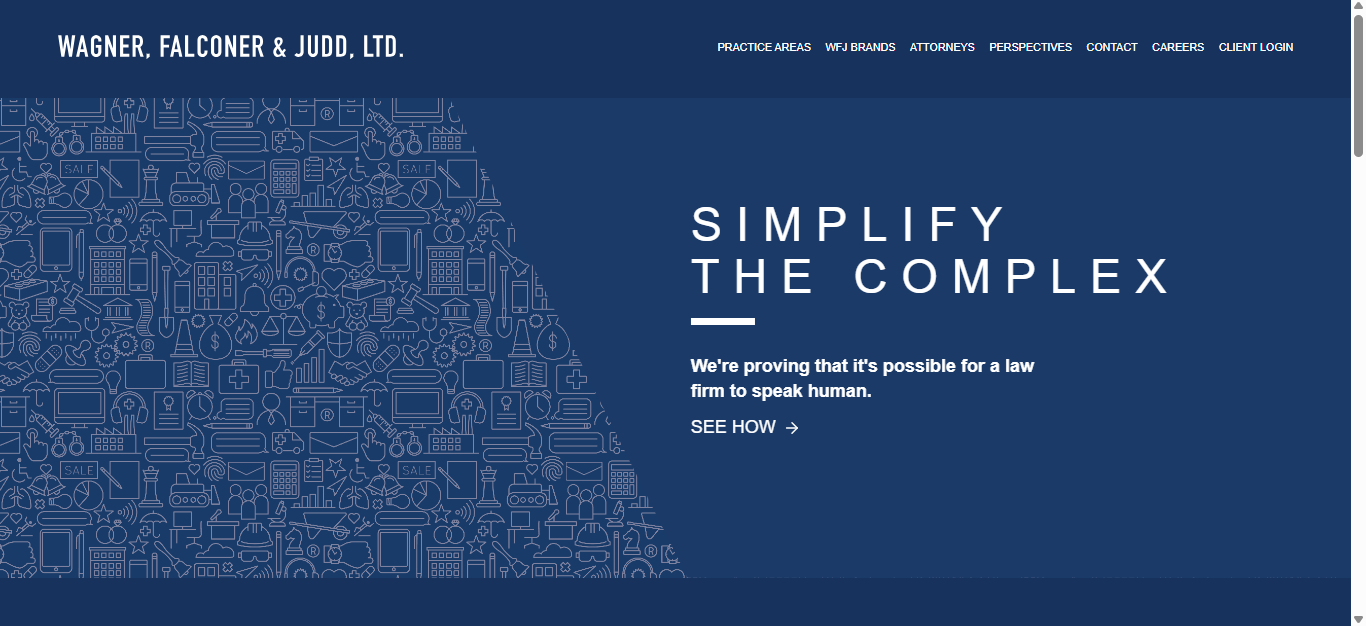 WAGNER, FALCONER & JUDD, LTD.
PRACTICE AREAS WFJ BRANDS ATTORNEYS PERSPECTIVES CONTACT CAREERS CLIENT LOGIN
SIMPLIFY
THE COMPLEX
We're proving that it's possible for a law
firm to speak human.
SEE HOW →
SALE
SALE
SALE
SALE